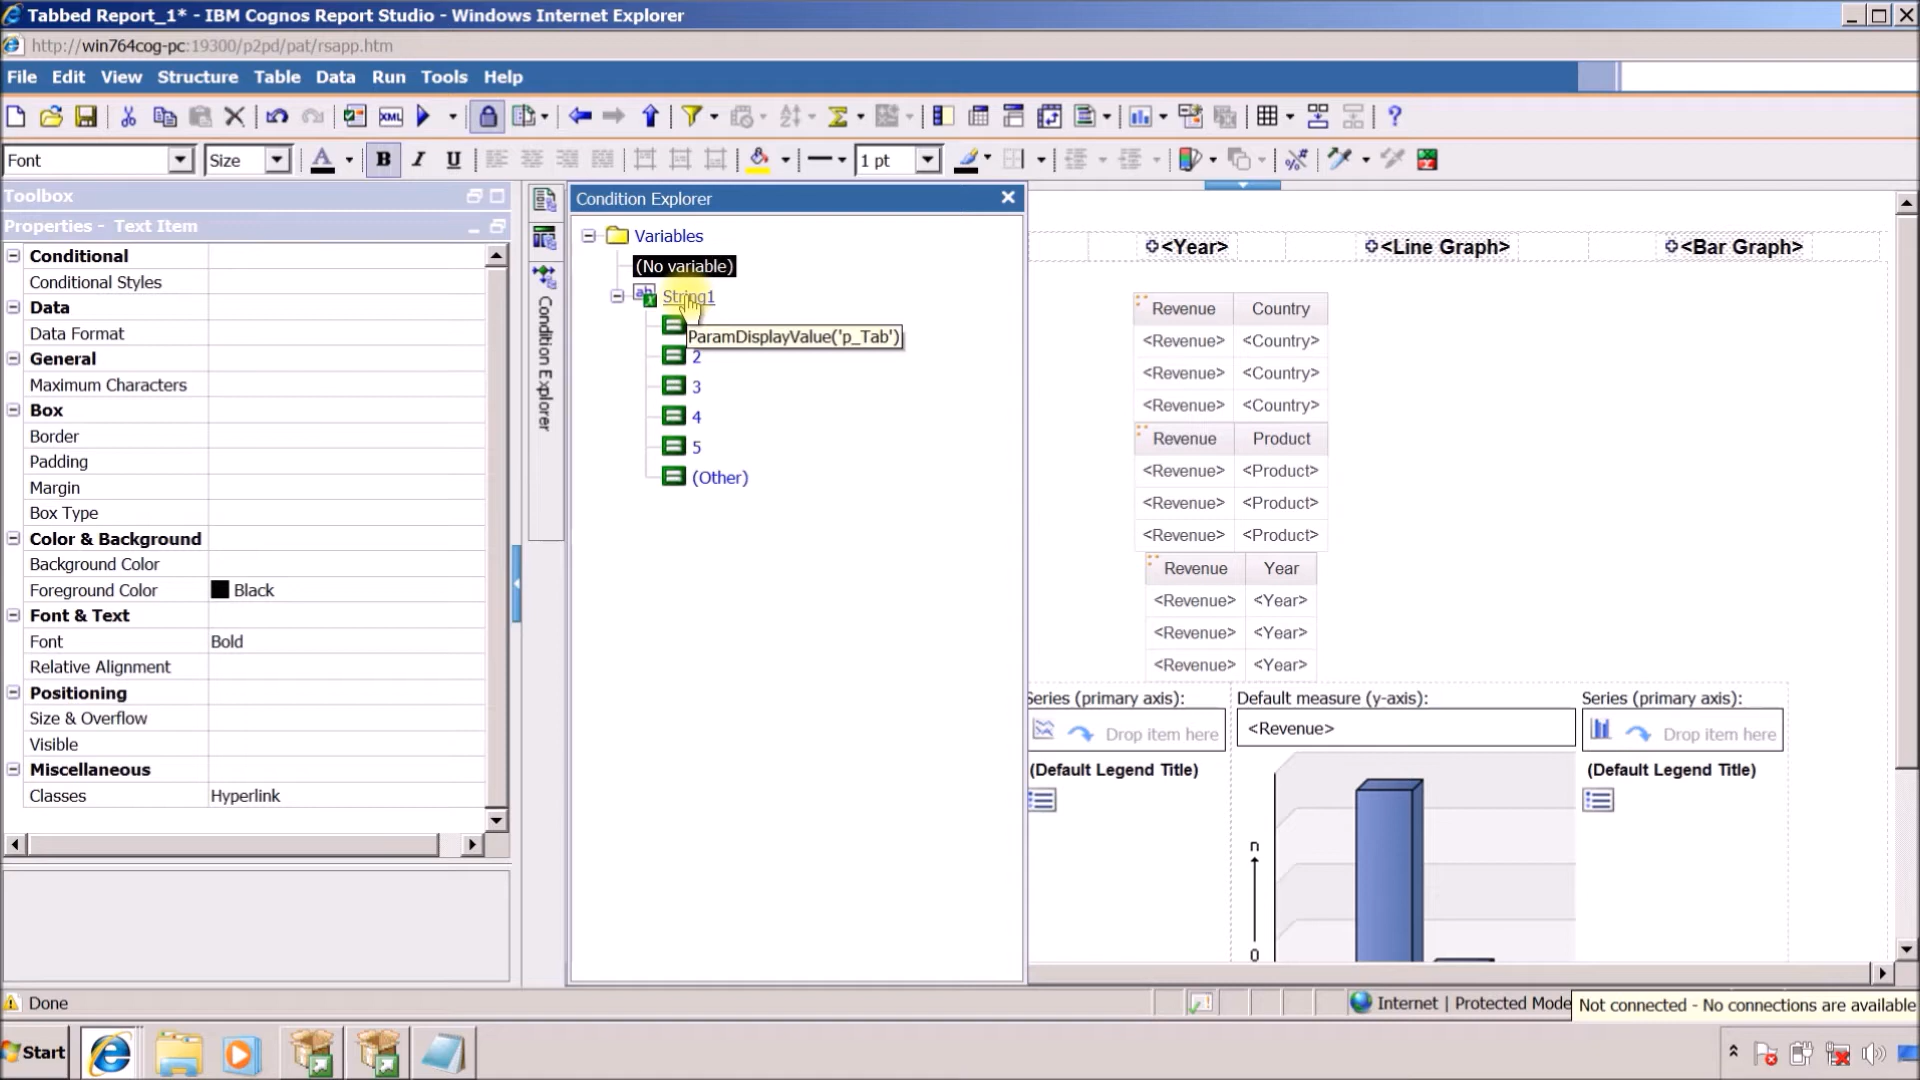 Tabbed Report_1* - IBM Cognos Report Studio - Windows Internet Explorer
http://win764cog-pc:19300/p2pd/pat/rsapp.htm
File Edit View Structure Table Data Run Tools Help
Font Size 1 pt
Toolbox
Properties - Text Item
Conditional
Conditional Styles
Data
Data Format
General
Maximum Characters
Box
Border
Padding
Margin
Box Type
Color & Background
Background Color
Foreground Color Black
Font & Text
Font Bold
Relative Alignment
Positioning
Size & Overflow
Visible
Miscellaneous
Classes Hyperlink
Condition Explorer
Condition Explorer
Variables
(No variable)
String1
ParamDisplayValue('p_Tab')
2
3
4
5
(Other)
<Year> <Line Graph> <Bar Graph>
Revenue Country
<Revenue> <Country>
<Revenue> <Country>
<Revenue> <Country>
Revenue Product
<Revenue> <Product>
<Revenue> <Product>
<Revenue> <Product>
Revenue Year
<Revenue> <Year>
<Revenue> <Year>
<Revenue> <Year>
Series (primary axis): Default measure (y-axis): Series (primary axis):
Drop item here <Revenue> Drop item here
(Default Legend Title) (Default Legend Title)
n
0
Done Internet | Protected Mode Not connected - No connections are available
Start